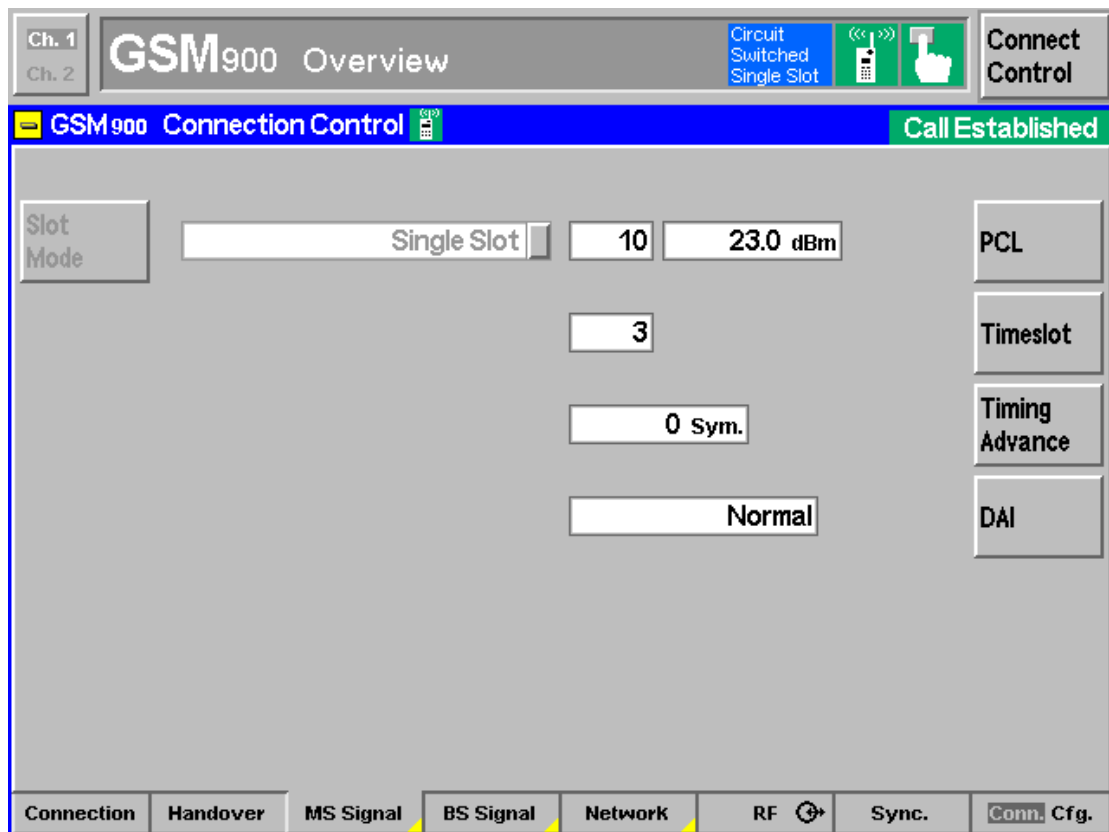 Ch. 1
Ch. 2
GSM900 Overview
Circuit
Switched
Single Slot
Connect
Control
GSM900 Connection Control
Call Established
Slot
Mode
Single Slot
10
23.0 dBm
PCL
3
Timeslot
0 Sym.
Timing
Advance
Normal
DAI
Connection
Handover
MS Signal
BS Signal
Network
RF
Sync.
Conn. Cfg.